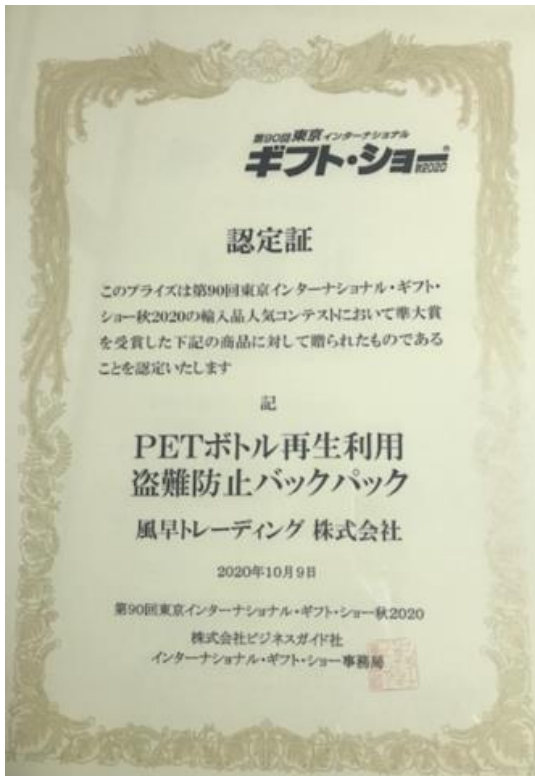 第90回東京インターナショナル
ギフト・ショー秋2020
認定証
このプライズは第90回東京インターナショナル・ギフト・
ショー秋2020の輸入品人気コンテストにおいて準大賞
を受賞した下記の商品に対して贈られたものである
ことを認定いたします
記
PETボトル再生利用
盗難防止バックパック
風早トレーディング 株式会社
2020年10月9日
第90回東京インターナショナル・ギフト・ショー秋2020
株式会社ビジネスガイド社
インターナショナル・ギフト・ショー事務局